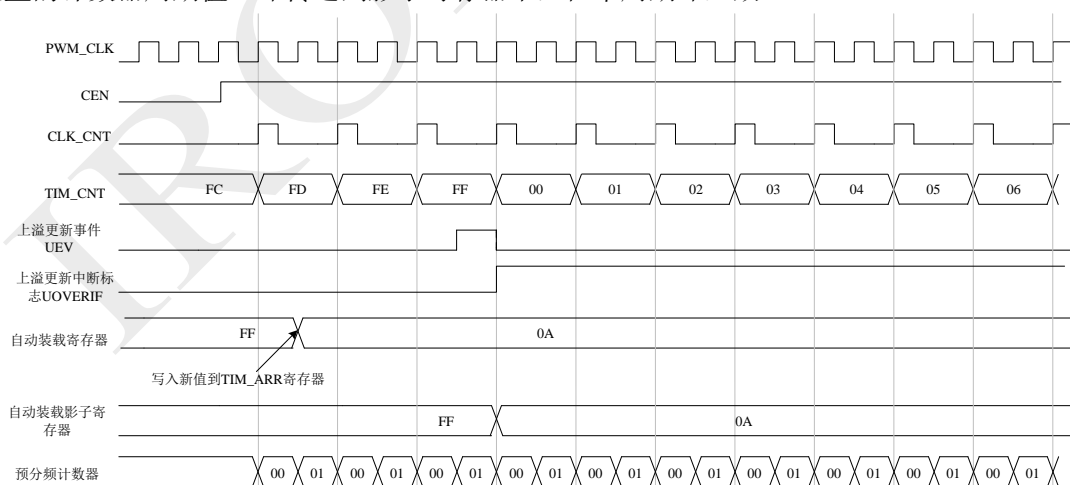 PWM_CLK
CEN
CLK_CNT
TIM_CNT FC FD FE FF 00 01 02 03 04 05 06
上溢更新事件
UEV
上溢更新中断标
志UOVERIF
自动装载寄存器 FF 0A
写入新值到TIM_ARR寄存器
自动装载影子寄
存器 FF 0A
预分频计数器 00 01 00 01 00 01 00 01 00 01 00 01 00 01 00 01 00 01 00 01